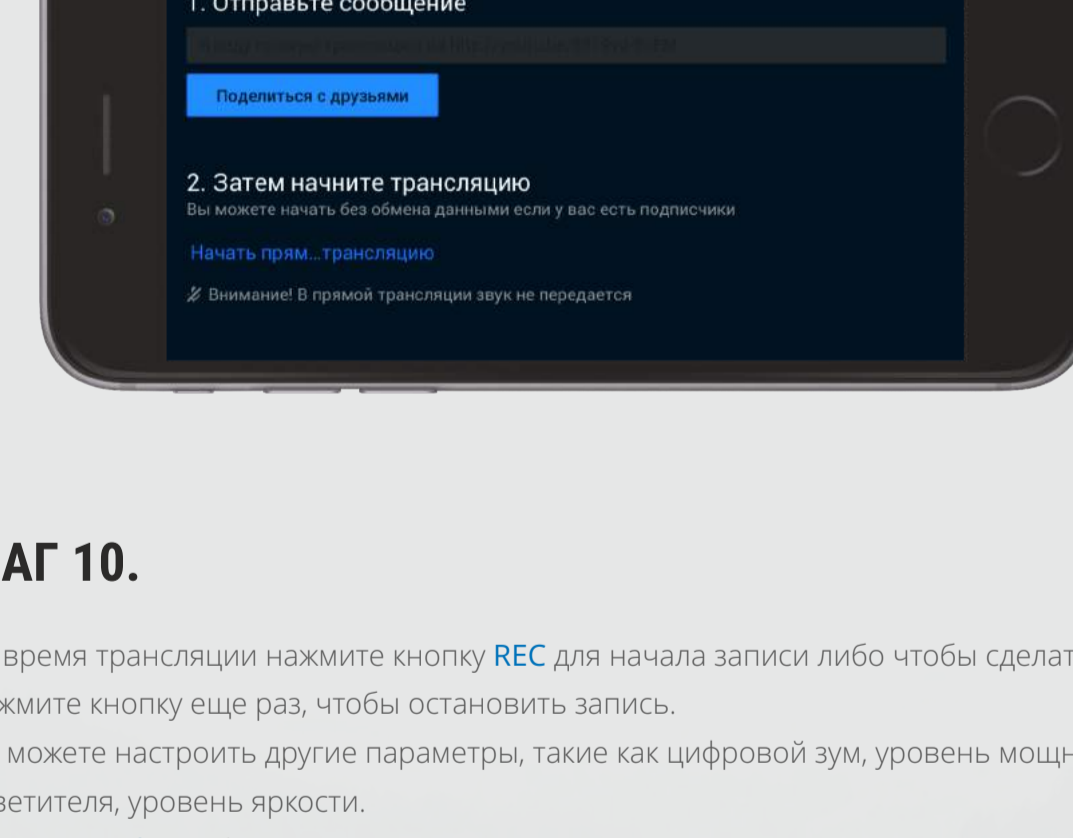 1. Отправьте сообщение
Поделиться с друзьями
2. Затем начните трансляцию
Вы можете начать без обмена данными если у вас есть подписчики
Начать прям...трансляцию
Внимание! В прямой трансляции звук не передается
АГ 10.
время трансляции нажмите кнопку REC для начала записи либо чтобы сделат
жмите кнопку еще раз, чтобы остановить запись.
можете настроить другие параметры, такие как цифровой зум, уровень мощн
ветителя, уровень яркости.